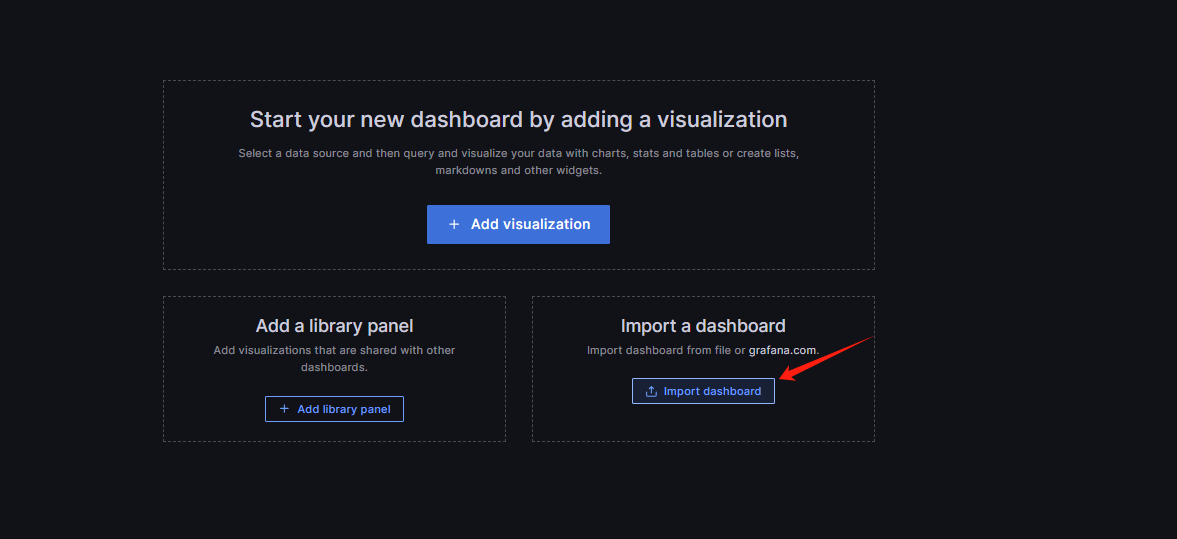 Start your new dashboard by adding a visualization
Select a data source and then query and visualize your data with charts, stats and tables or create lists,
markdowns and other widgets.
+ Add visualization
Add a library panel
Add visualizations that are shared with other
dashboards.
+ Add library panel
Import a dashboard
Import dashboard from file or grafana.com.
Import dashboard